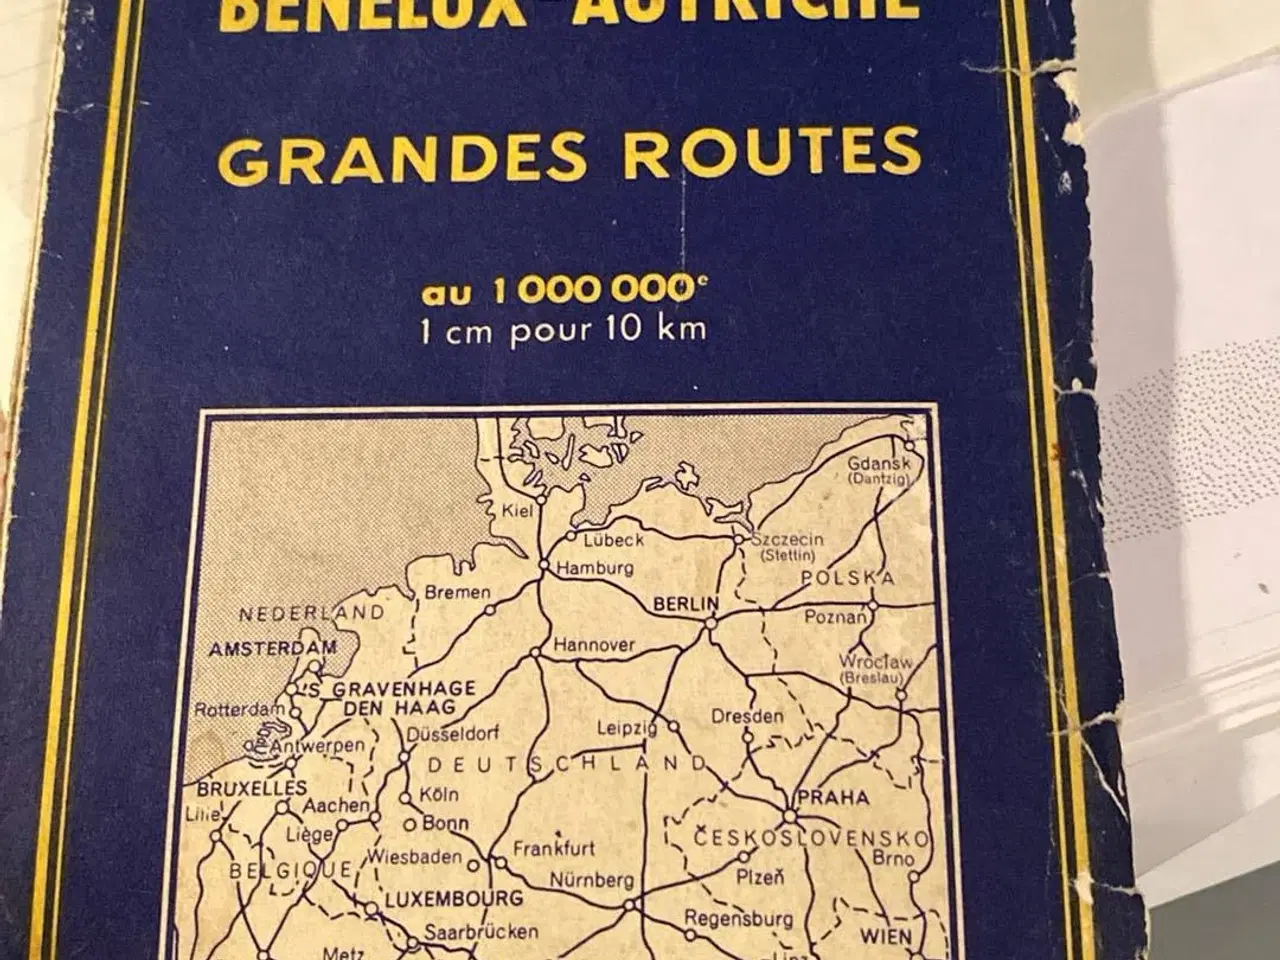 BENELUX-AUTRICHE
GRANDES ROUTES
au 1 000 000e
1 cm pour 10 km
Gdansk
(Dantzig)
Kiel
Lübeck
Szczecin
(Stettin)
Hamburg
POLSKA
Bremen
BERLIN
NEDERLAND
Poznan
AMSTERDAM
Hannover
Wrocław
(Breslau)
'S GRAVENHAGE
DEN HAAG
Rotterdam
Leipzig
Dresden
Düsseldorf
Antwerpen
DEUTSCHLAND
BRUXELLES
Köln
PRAHA
Aachen
Lille
Bonn
Liège
ČESKOSLOVENSKO
Frankfurt
Wiesbaden
Brno
BELGIQUE
Nürnberg
Plzeň
LUXEMBOURG
Regensburg
Saarbrücken
WIEN
Metz
Linz